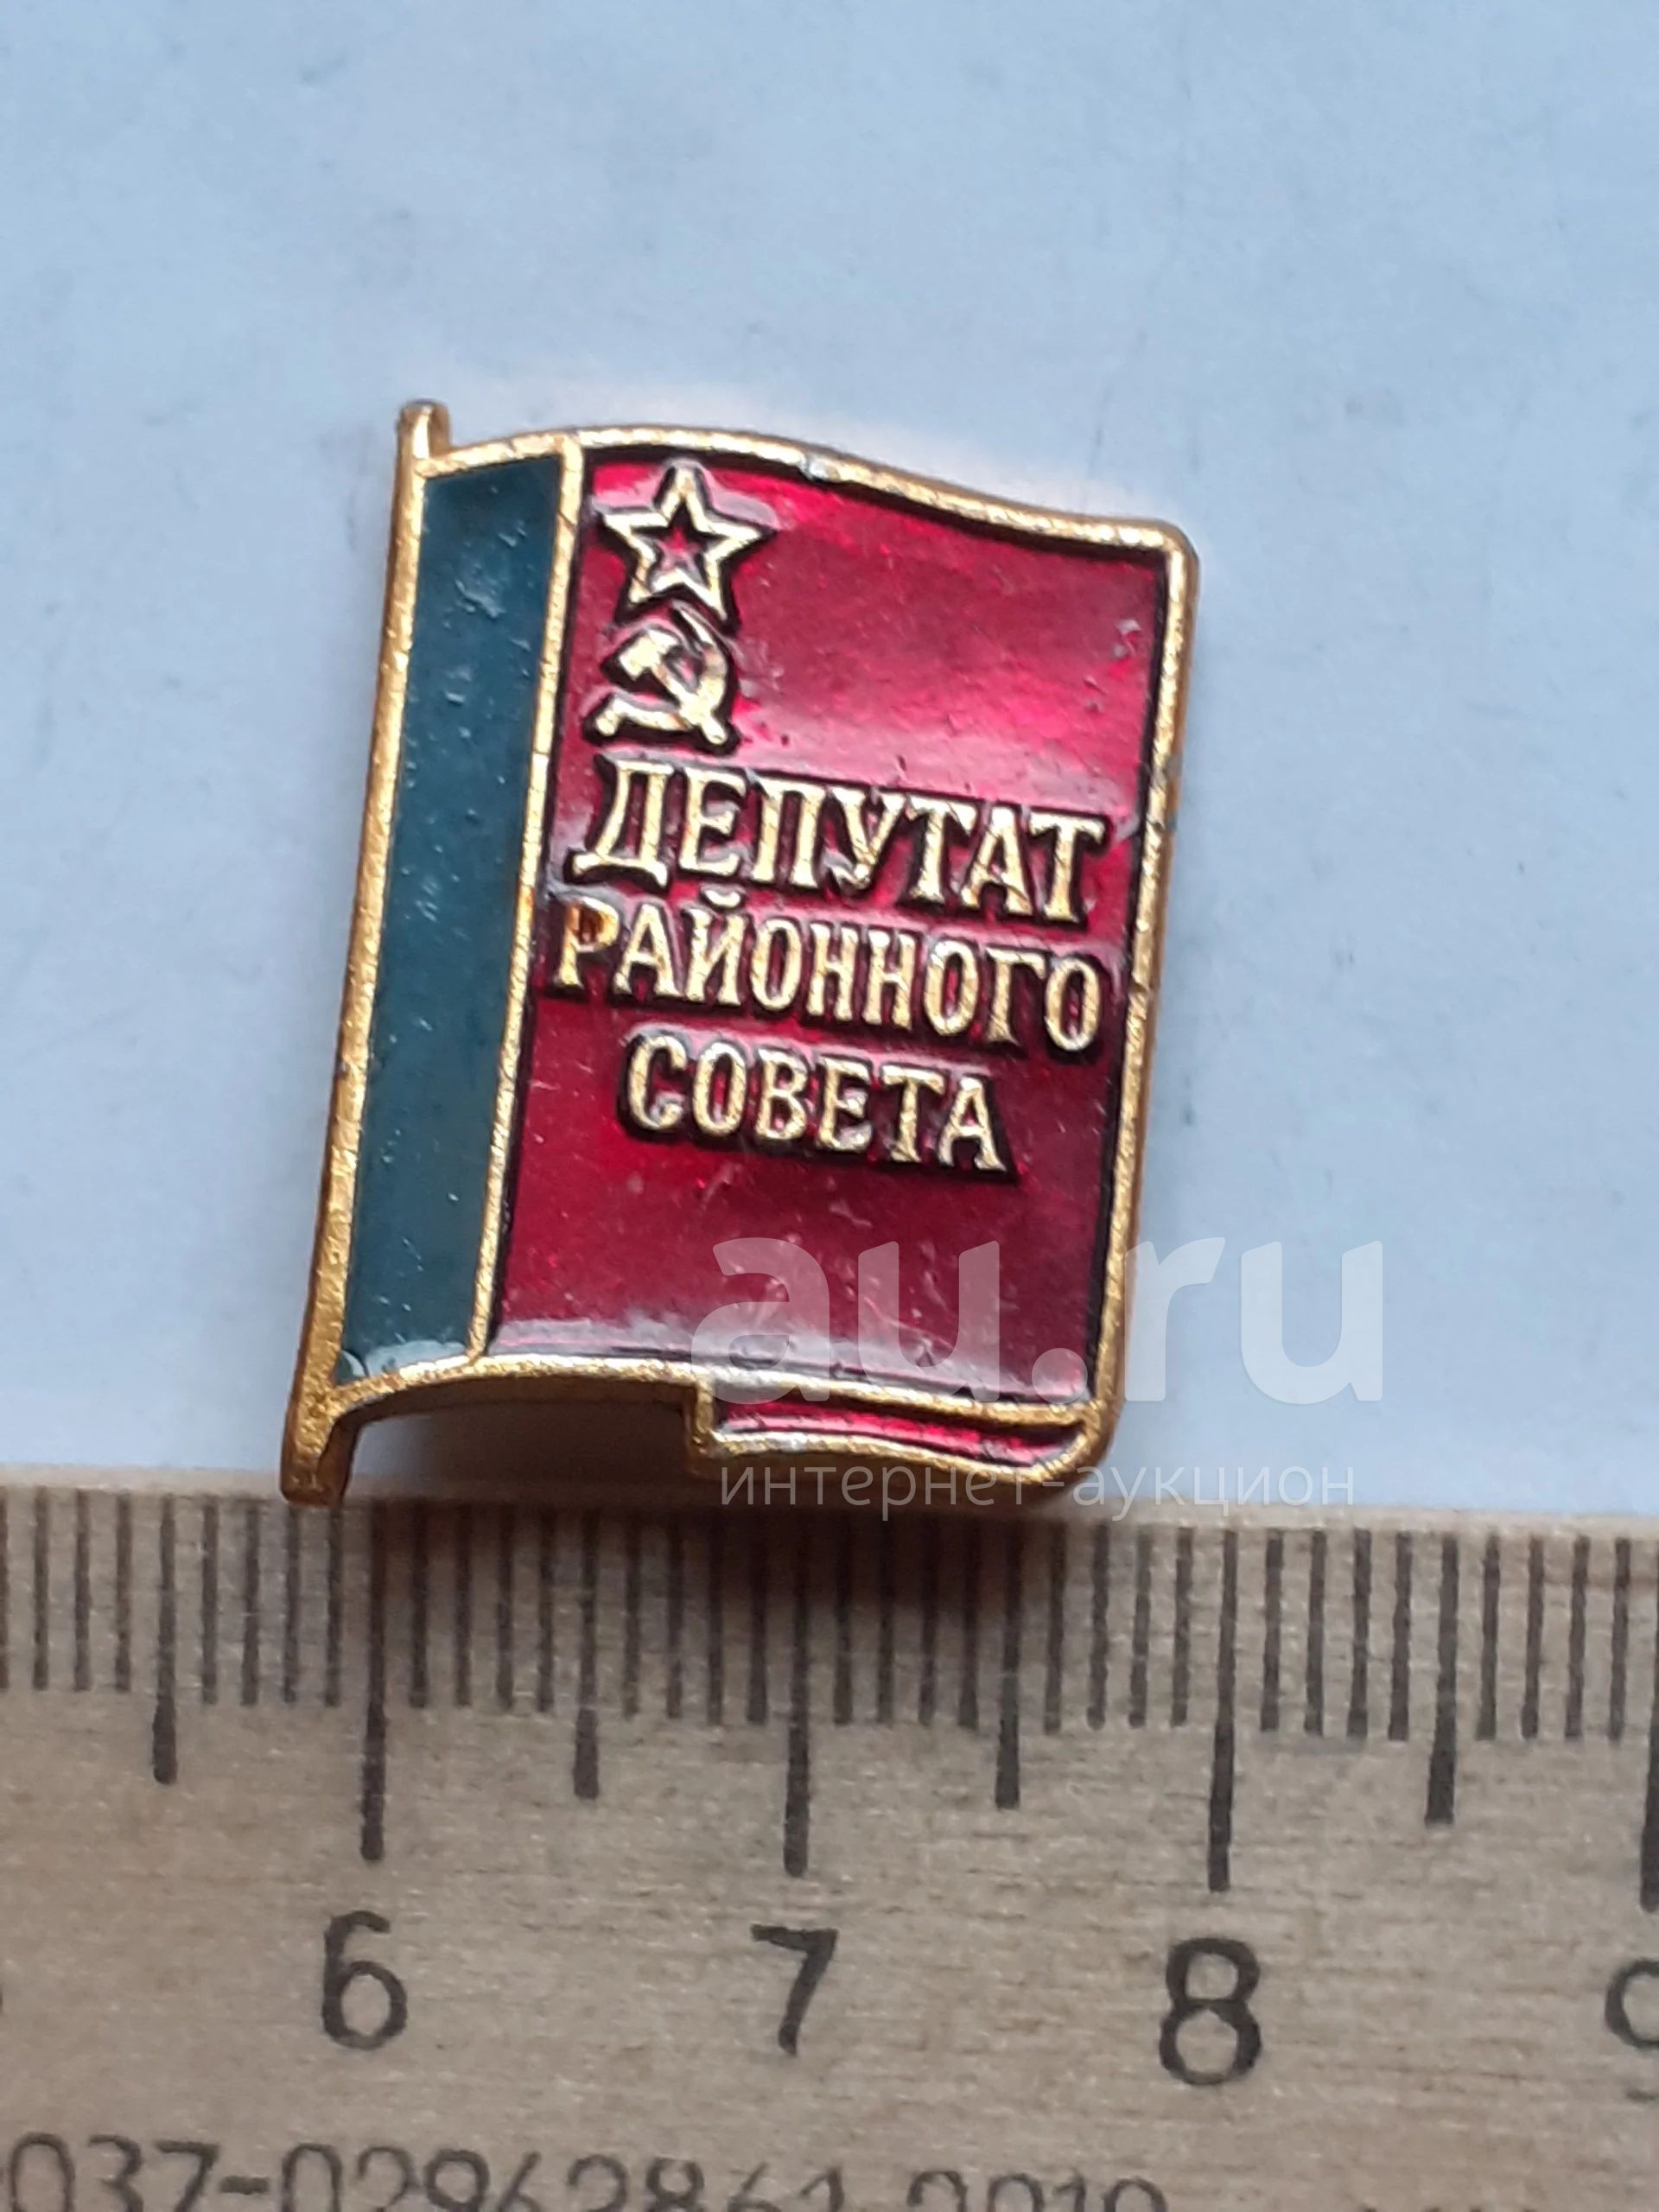 ДЕПУТАТ
РАЙОННОГО
СОВЕТА
au.ru
интернет-аукцион
6 7 8